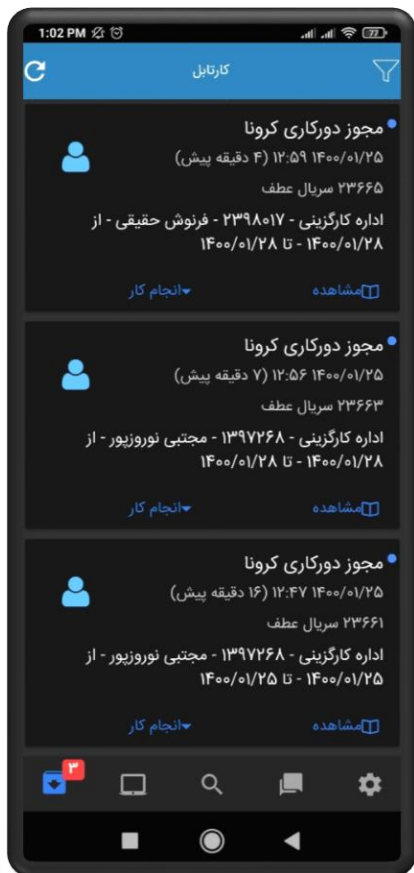 1:02 PM
77
کارتابل
مجوز دورکاری کرونا
۱۴۰۰/۰۱/۲۵ ۱۲:۵۹ (۴ دقیقه پیش)
۲۳۶۶۵ سریال عطف
اداره کارگزینی - ۲۳۹۸۰۱۷ - فرنوش حقیقی - از
۱۴۰۰/۰۱/۲۸ - تا ۱۴۰۰/۰۱/۲۸
مشاهده
انجام کار
مجوز دورکاری کرونا
۱۴۰۰/۰۱/۲۵ ۱۲:۵۶ (۷ دقیقه پیش)
۲۳۶۶۳ سریال عطف
اداره کارگزینی - ۱۳۹۷۲۶۸ - مجتبی نوروزپور - از
۱۴۰۰/۰۱/۲۸ - تا ۱۴۰۰/۰۱/۲۸
مشاهده
انجام کار
مجوز دورکاری کرونا
۱۴۰۰/۰۱/۲۵ ۱۲:۴۷ (۱۶ دقیقه پیش)
۲۳۶۶۱ سریال عطف
اداره کارگزینی - ۱۳۹۷۲۶۸ - مجتبی نوروزپور - از
۱۴۰۰/۰۱/۲۵ - تا ۱۴۰۰/۰۱/۲۵
مشاهده
انجام کار
۳